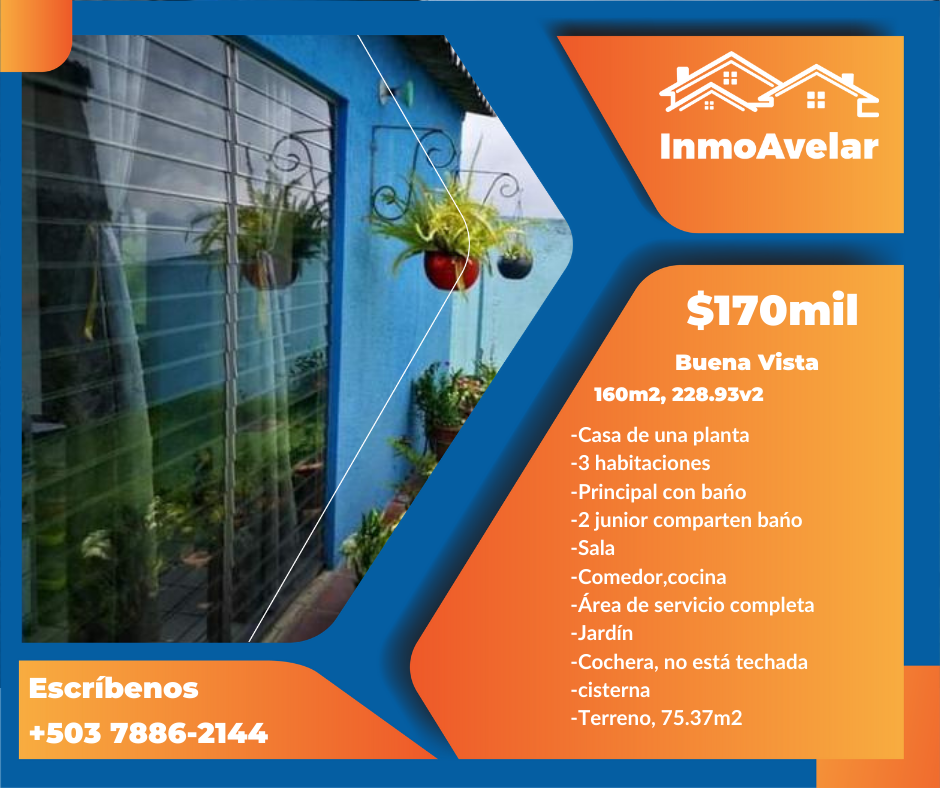 InmoAvelar
$170mil
Buena Vista
160m2, 228.93v2
-Casa de una planta
-3 habitaciones
-Principal con bańo
-2 junior comparten bańo
-Sala
-Comedor,cocina
-Área de servicio completa
-Jardín
-Cochera, no está techada
-cisterna
-Terreno, 75.37m2
Escríbenos
+503 7886-2144